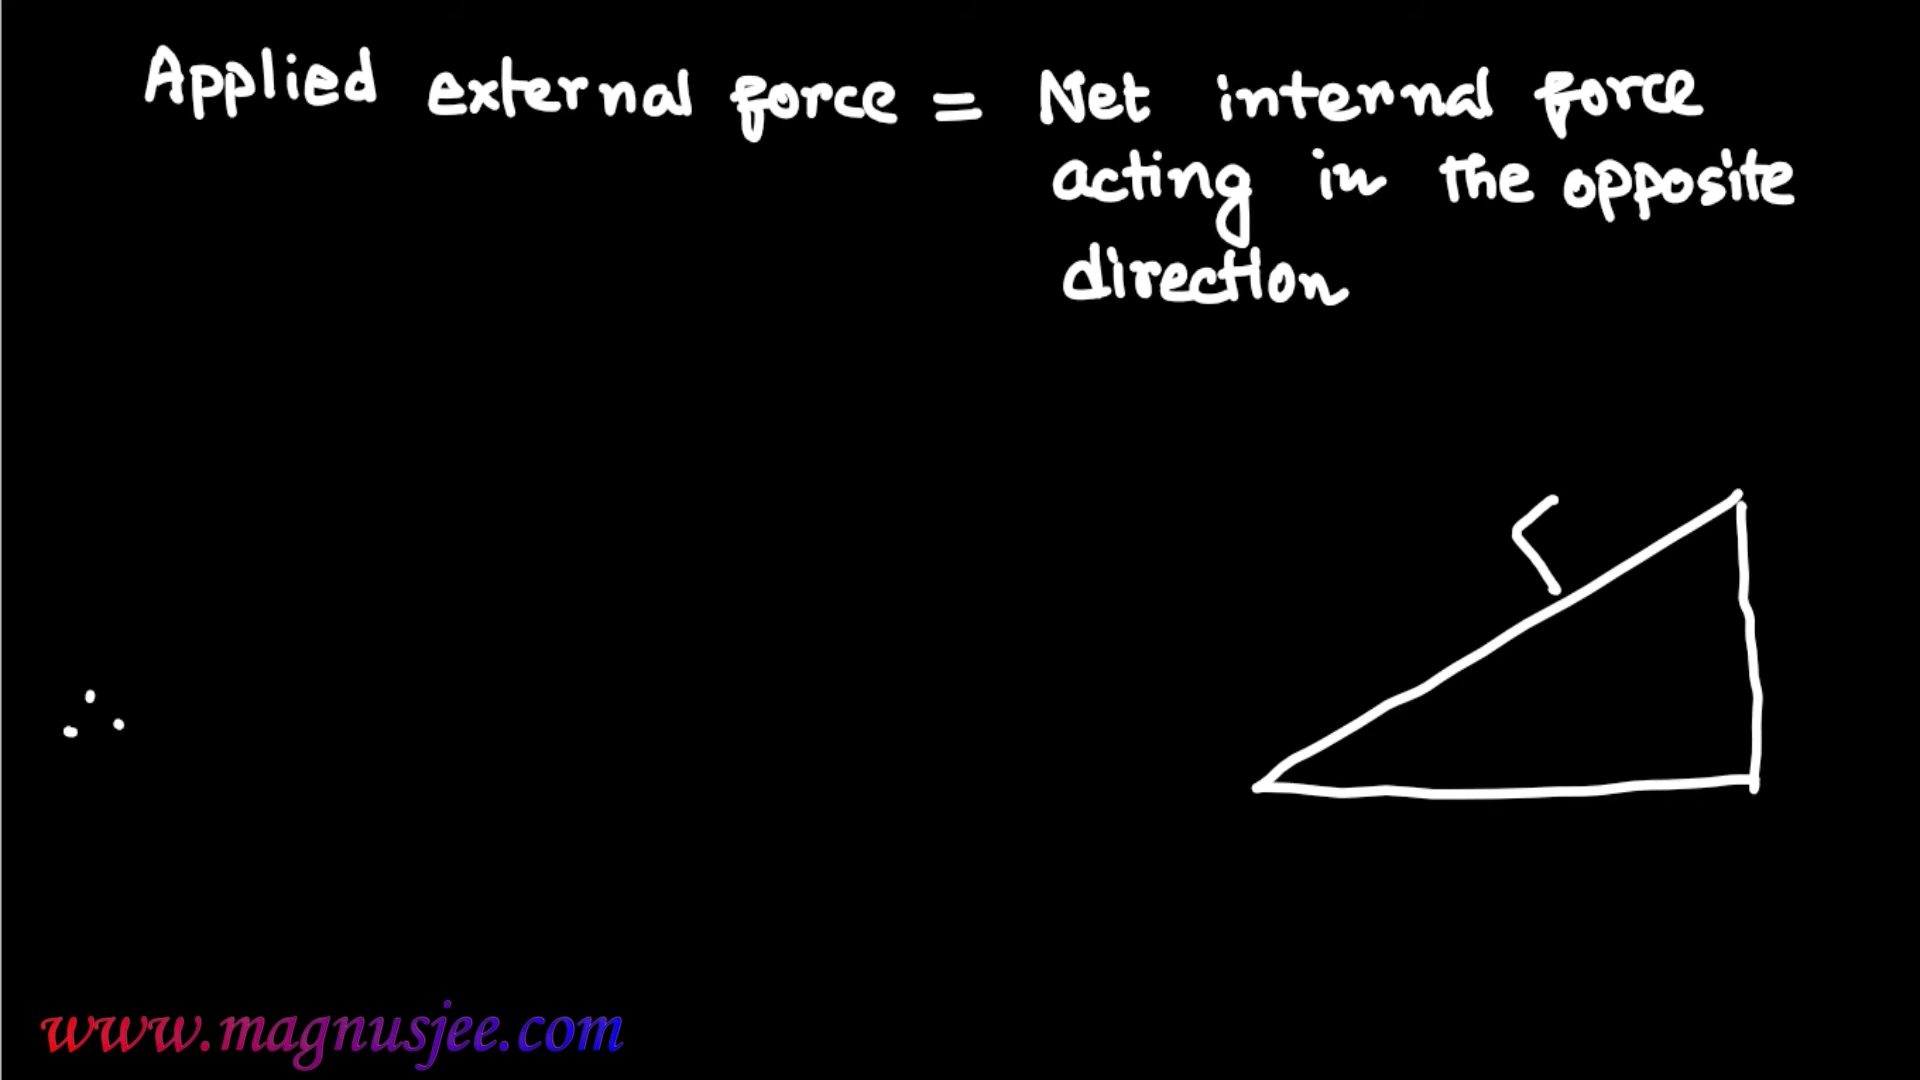 Applied external force = Net internal force
acting in the opposite
direction
∴
www.magnusjee.com